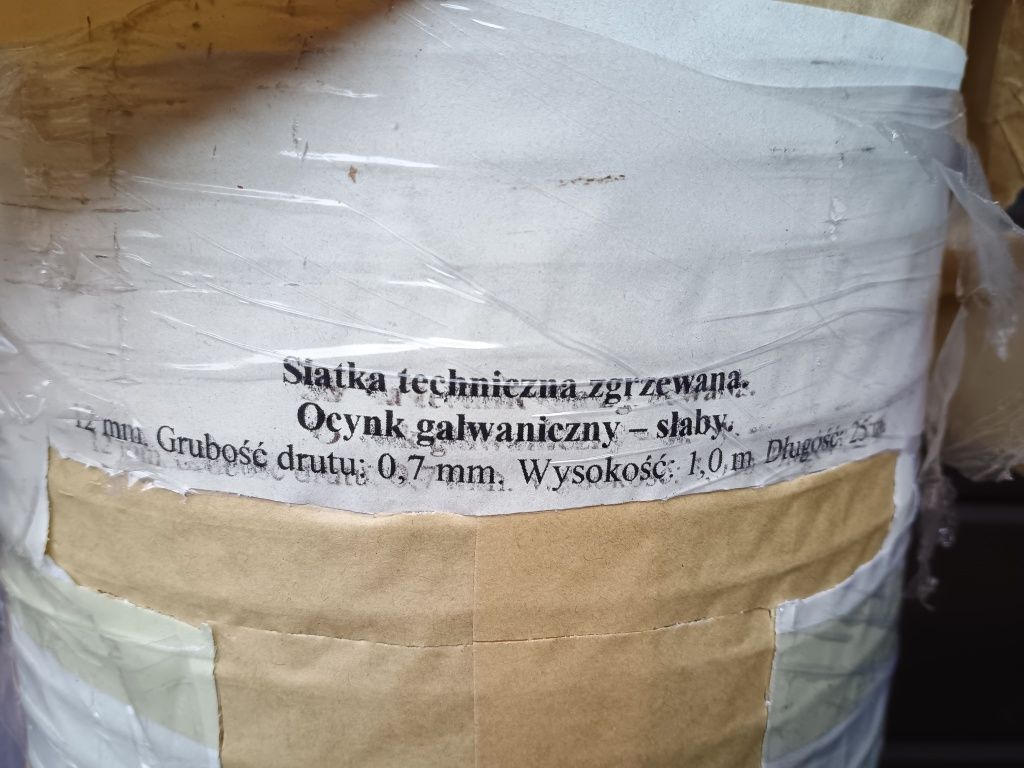 Siatka techniczna zgrzewana.
Ocynk galwaniczny – słaby.
12 mm. Grubość drutu: 0,7 mm. Wysokość: 1,0 m Długość: 25 m